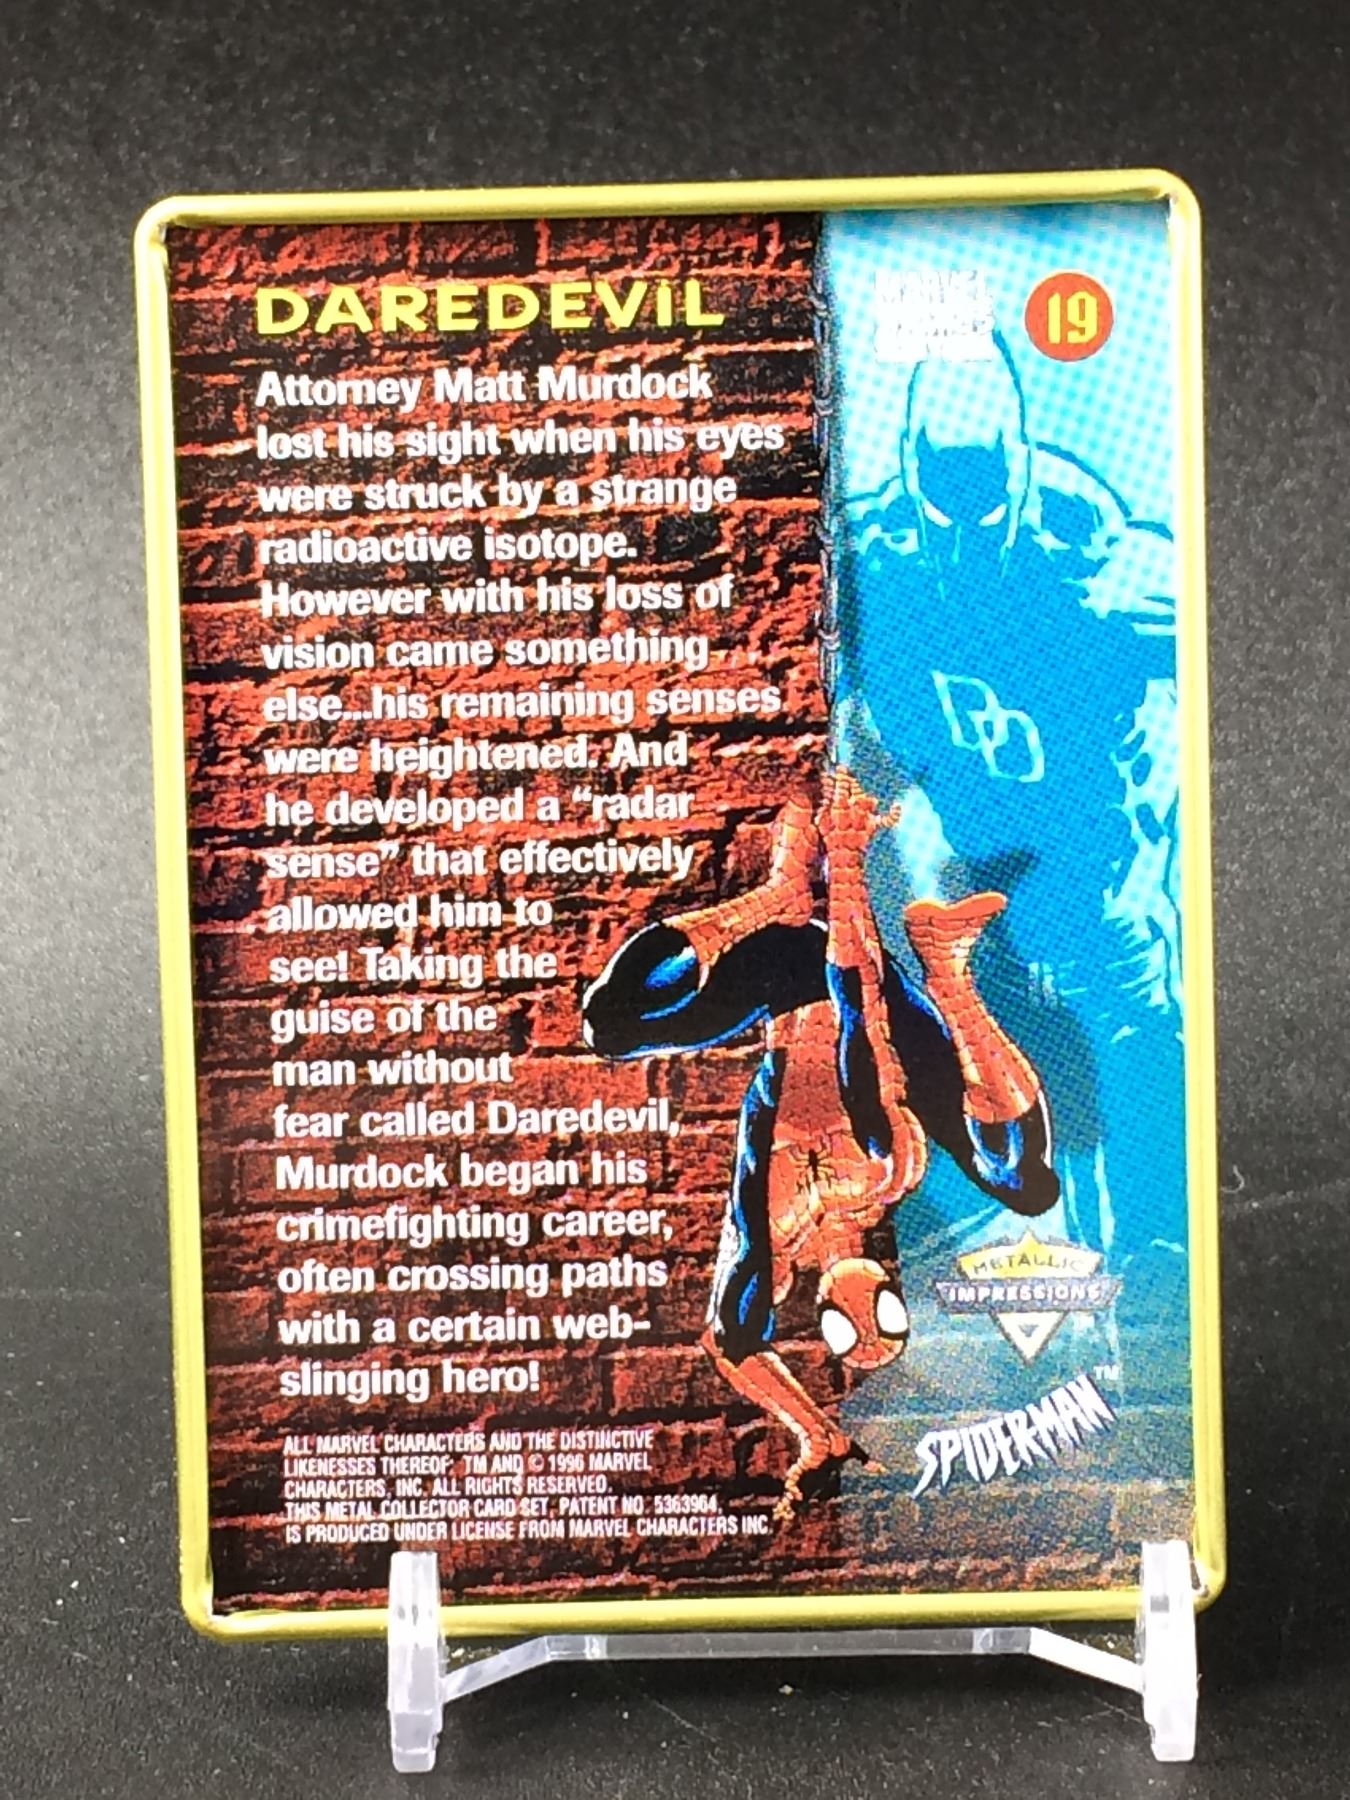 DAREDEVIL
19
Attorney Matt Murdock
lost his sight when his eyes
were struck by a strange
radioactive isotope.
However with his loss of
vision came something
else...his remaining senses
were heightened. And
he developed a “radar
sense” that effectively
allowed him to
see! Taking the
guise of the
man without
fear called Daredevil,
Murdock began his
crimefighting career,
often crossing paths
with a certain web-
slinging hero!
DD
METALLIC
IMPRESSIONS
SPIDER-MAN™
ALL MARVEL CHARACTERS AND THE DISTINCTIVE
LIKENESSES THEREOF: TM AND © 1996 MARVEL
CHARACTERS, INC. ALL RIGHTS RESERVED.
THIS METAL COLLECTOR CARD SET, PATENT NO. 5363964,
IS PRODUCED UNDER LICENSE FROM MARVEL CHARACTERS INC.